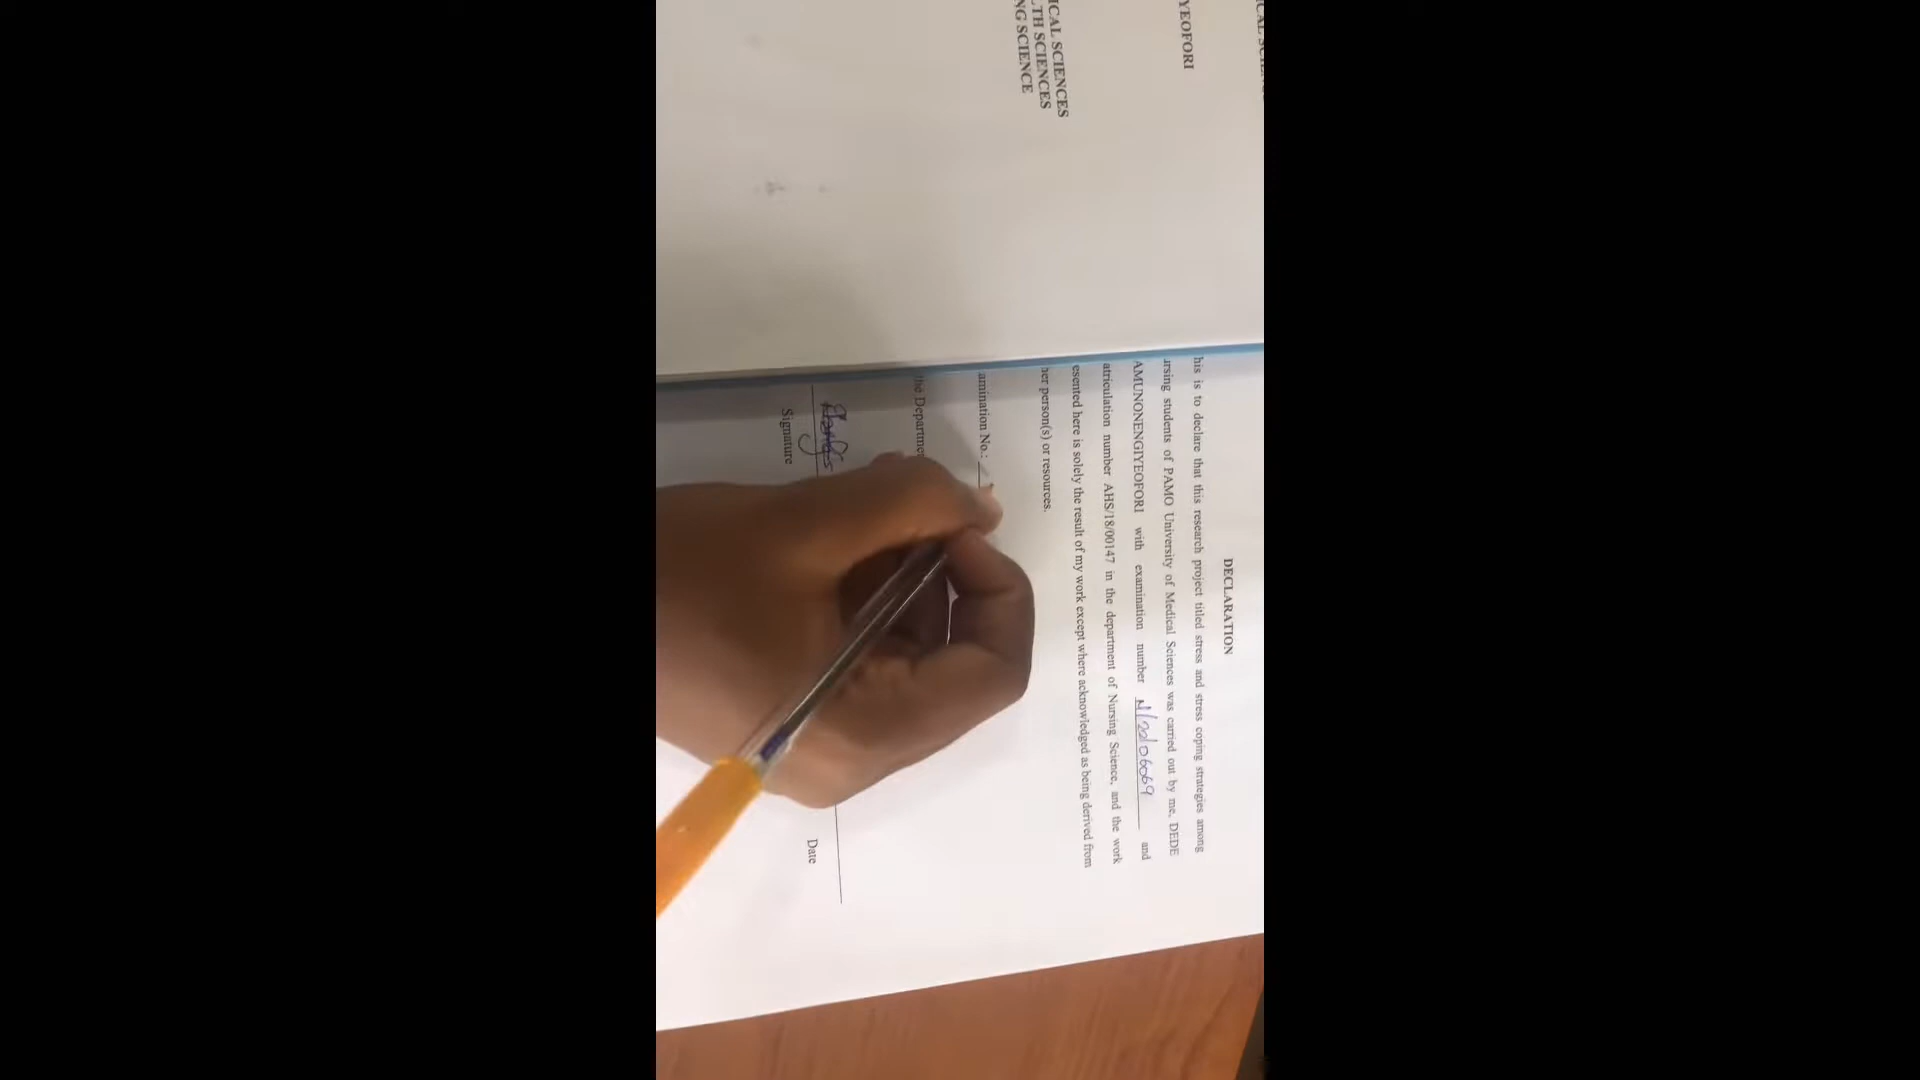 YEOFORI
ICAL SCIENCES
TH SCIENCES
NG SCIENCE
DECLARATION
his is to declare that this research project titled stress and stress coping strategies among
rsing students of PAMO University of Medical Sciences was carried out by me, DEDE
AMUNONENGIYEOFORI with examination number N/20/06069 and
atriculation number AHS/18/00147 in the department of Nursing Science, and the work
esented here is solely the result of my work except where acknowledged as being derived from
her person(s) or resources.
amination No.:
the Departme
Signature Date